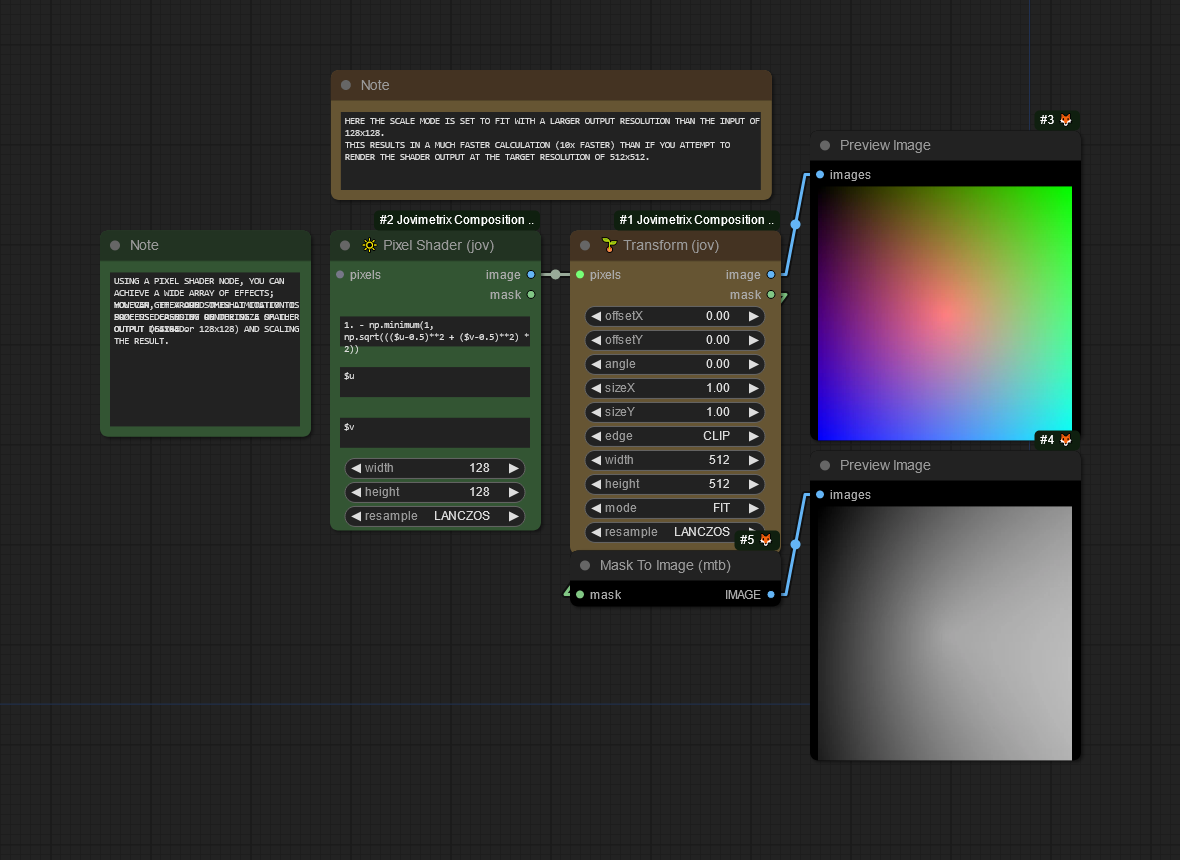 Note
HERE THE SCALE MODE IS SET TO FIT WITH A LARGER OUTPUT RESOLUTION THAN THE INPUT OF
128x128.
THIS RESULTS IN A MUCH FASTER CALCULATION (10x FASTER) THAN IF YOU ATTEMPT TO
RENDER THE SHADER OUTPUT AT THE TARGET RESOLUTION OF 512x512.
#3
Preview Image
images
#2 Jovimetrix Composition ..
#1 Jovimetrix Composition ..
Note
USING A PIXEL SHADER NODE, YOU CAN
ACHIEVE A WIDE ARRAY OF EFFECTS;
OUTPUT or 128x128) AND SCALING
THE RESULT.
Pixel Shader (jov)
pixels image
mask
1. - np.minimum(1,
np.sqrt((($u-0.5)**2 + ($v-0.5)**2) *
2))
$u
$v
width 128
height 128
resample LANCZOS
Transform (jov)
pixels image
mask
offsetX 0.00
offsetY 0.00
angle 0.00
sizeX 1.00
sizeY 1.00
edge CLIP
width 512
height 512
mode FIT
resample LANCZOS
#5
Mask To Image (mtb)
mask IMAGE
#4
Preview Image
images